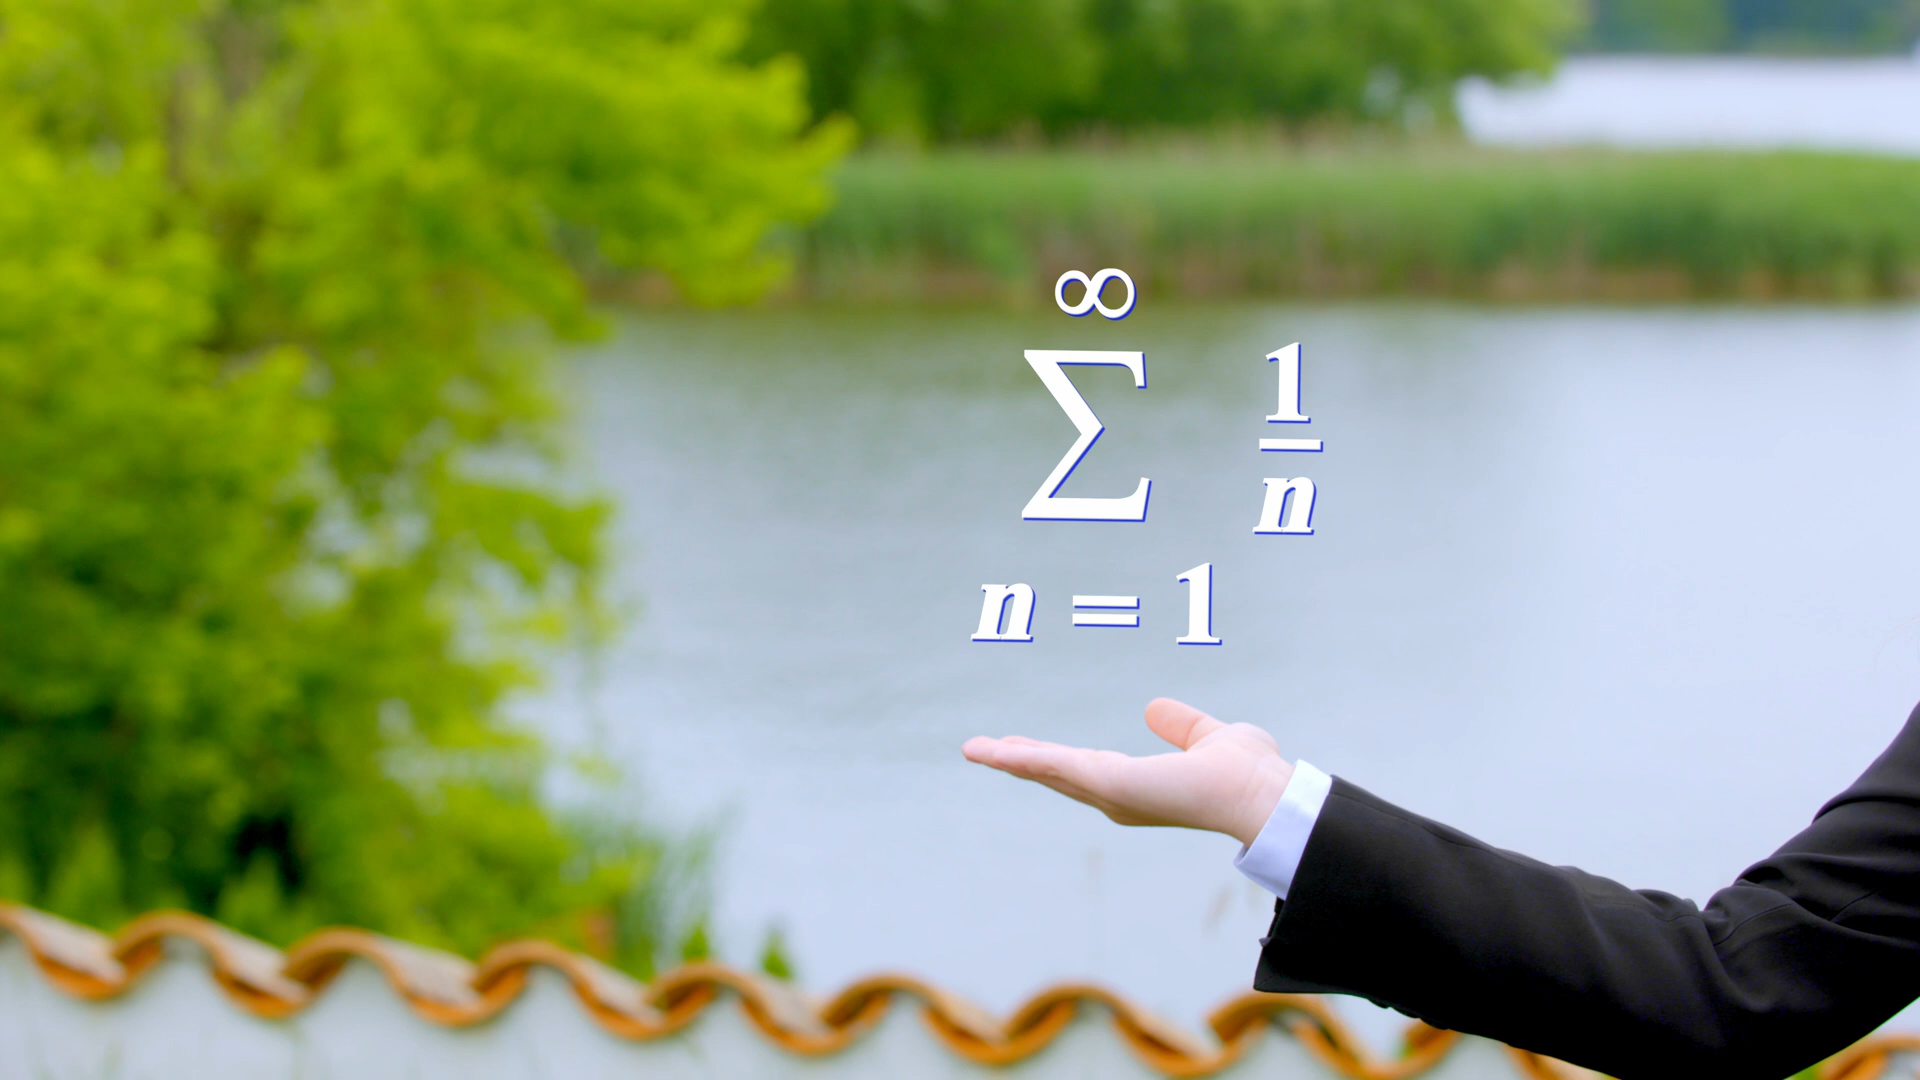 ∞
∑ 1/n
n = 1